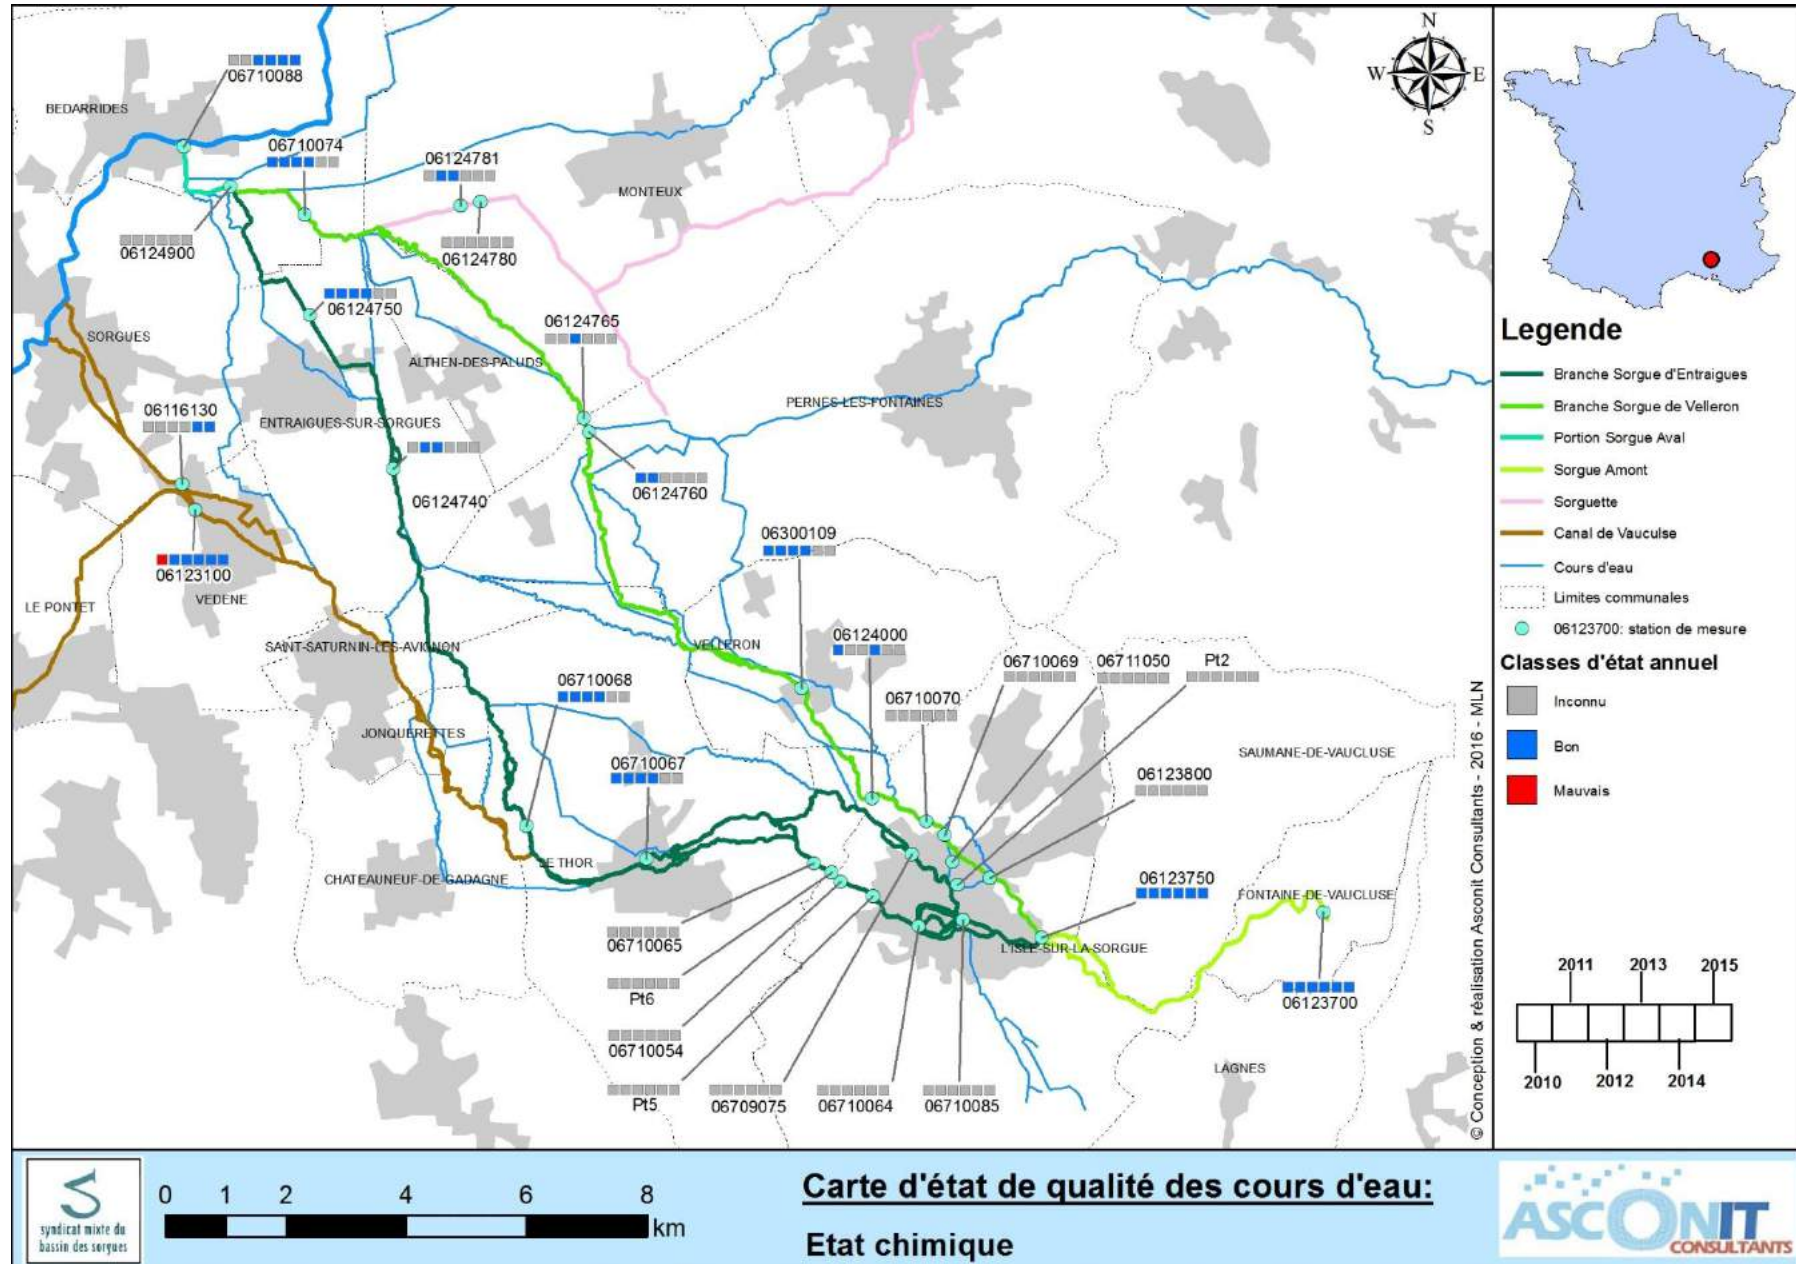 06710088
BEDARRIDES
06710074
06124781
MONTEUX
06124900
06124780
06124750
SORGUES
06124765
ALTHEN-DES-PALUDS
PERNES-LES-FONTAINES
06116130
ENTRAIGUES-SUR-SORGUES
06124740
06124760
06300109
06123100
VEDENE
LE PONTET
SAINT-SATURNIN-LES-AVIGNON
VELLERON
06124000
06710069
06711050
Pt2
06710068
06710070
JONQUERETTES
06710067
SAUMANE-DE-VAUCLUSE
06123800
LE THOR
CHATEAUNEUF-DE-GADAGNE
06123750
FONTAINE-DE-VAUCLUSE
06710065
L'ISLE-SUR-LA-SORGUE
Pt6
06123700
06710054
LAGNES
Pt5
06709075
06710064
06710085
© Conception & réalisation Asconit Consultants - 2016 - MLN
N
W
E
S
Legende
Branche Sorgue d'Entraigues
Branche Sorgue de Velleron
Portion Sorgue Aval
Sorgue Amont
Sorguette
Canal de Vauculse
Cours d'eau
Limites communales
06123700: station de mesure
Classes d'état annuel
Inconnu
Bon
Mauvais
2011 2013 2015
2010 2012 2014
syndicat mixte du
bassin des sorgues
0 1 2 4 6 8
km
Carte d'état de qualité des cours d'eau:
Etat chimique
ASCONIT
CONSULTANTS